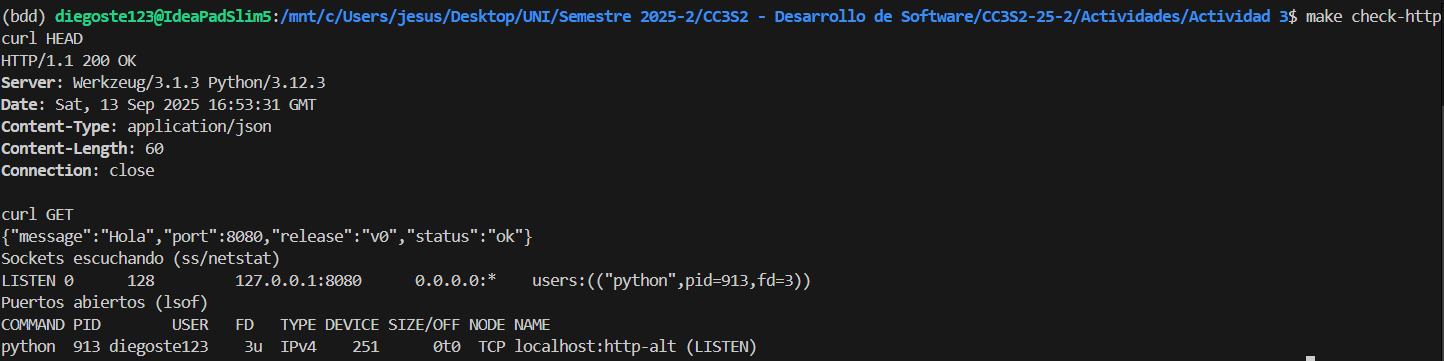 (bdd) diegoste123@IdeaPadSlim5:/mnt/c/Users/jesus/Desktop/UNI/Semestre 2025-2/CC3S2 - Desarrollo de Software/CC3S2-25-2/Actividades/Actividad 3$ make check-http
curl HEAD
HTTP/1.1 200 OK
Server: Werkzeug/3.1.3 Python/3.12.3
Date: Sat, 13 Sep 2025 16:53:31 GMT
Content-Type: application/json
Content-Length: 60
Connection: close

curl GET
{"message":"Hola","port":8080,"release":"v0","status":"ok"}
Sockets escuchando (ss/netstat)
LISTEN 0      128          127.0.0.1:8080      0.0.0.0:*    users:(("python",pid=913,fd=3))
Puertos abiertos (lsof)
COMMAND PID        USER   FD   TYPE DEVICE SIZE/OFF NODE NAME
python  913 diegoste123    3u  IPv4    251      0t0  TCP localhost:http-alt (LISTEN)